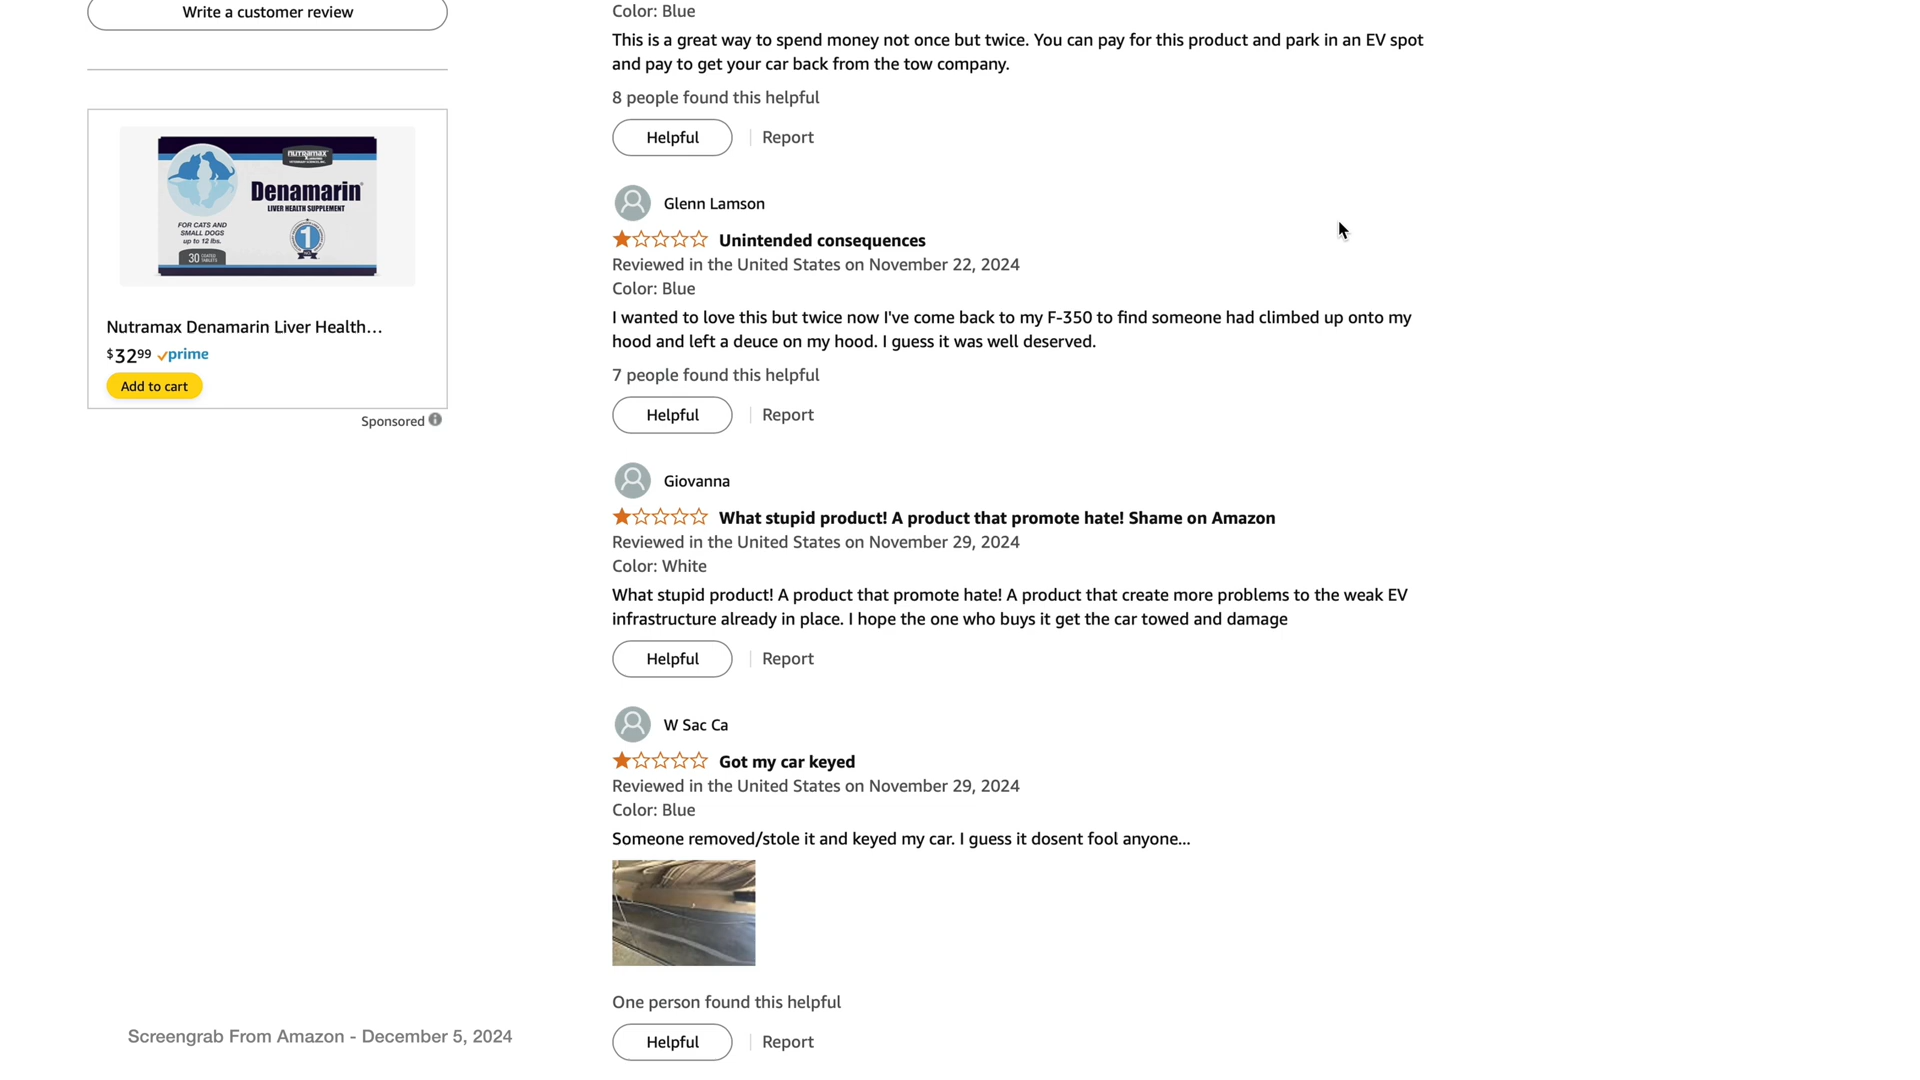 Write a customer review
nutramax
Denamarin
LIVER HEALTH SUPPLEMENT
FOR CATS AND
SMALL DOGS
up to 12 lbs.
1
30 COATED
TABLETS
Nutramax Denamarin Liver Health…
$32 99 prime
Add to cart
Sponsored
Color: Blue
This is a great way to spend money not once but twice. You can pay for this product and park in an EV spot
and pay to get your car back from the tow company.
8 people found this helpful
Helpful | Report
Glenn Lamson
Unintended consequences
Reviewed in the United States on November 22, 2024
Color: Blue
I wanted to love this but twice now I've come back to my F-350 to find someone had climbed up onto my
hood and left a deuce on my hood. I guess it was well deserved.
7 people found this helpful
Helpful | Report
Giovanna
What stupid product! A product that promote hate! Shame on Amazon
Reviewed in the United States on November 29, 2024
Color: White
What stupid product! A product that promote hate! A product that create more problems to the weak EV
infrastructure already in place. I hope the one who buys it get the car towed and damage
Helpful | Report
W Sac Ca
Got my car keyed
Reviewed in the United States on November 29, 2024
Color: Blue
Someone removed/stole it and keyed my car. I guess it dosent fool anyone...
One person found this helpful
Helpful | Report
Screengrab From Amazon - December 5, 2024